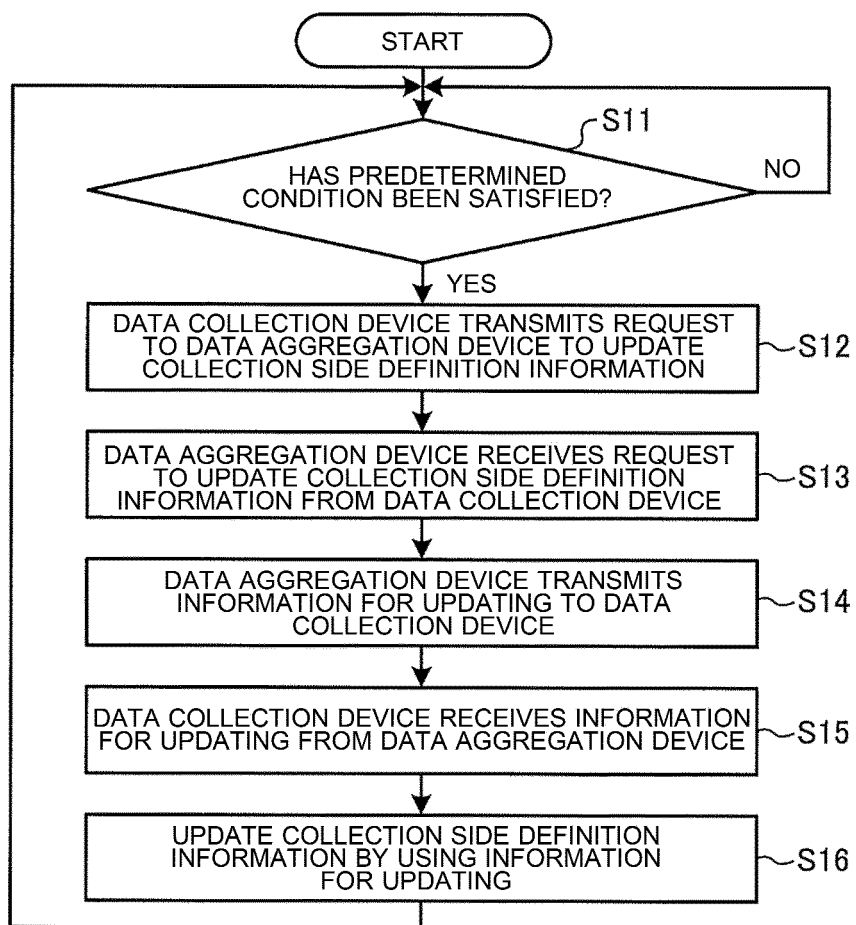 START
S11
HAS PREDETERMINED
CONDITION BEEN SATISFIED?
NO
YES
DATA COLLECTION DEVICE TRANSMITS REQUEST
TO DATA AGGREGATION DEVICE TO UPDATE
COLLECTION SIDE DEFINITION INFORMATION
S12
DATA AGGREGATION DEVICE RECEIVES REQUEST
TO UPDATE COLLECTION SIDE DEFINITION
INFORMATION FROM DATA COLLECTION DEVICE
S13
DATA AGGREGATION DEVICE TRANSMITS
INFORMATION FOR UPDATING TO DATA
COLLECTION DEVICE
S14
DATA COLLECTION DEVICE RECEIVES INFORMATION
FOR UPDATING FROM DATA AGGREGATION DEVICE
S15
UPDATE COLLECTION SIDE DEFINITION
INFORMATION BY USING INFORMATION
FOR UPDATING
S16